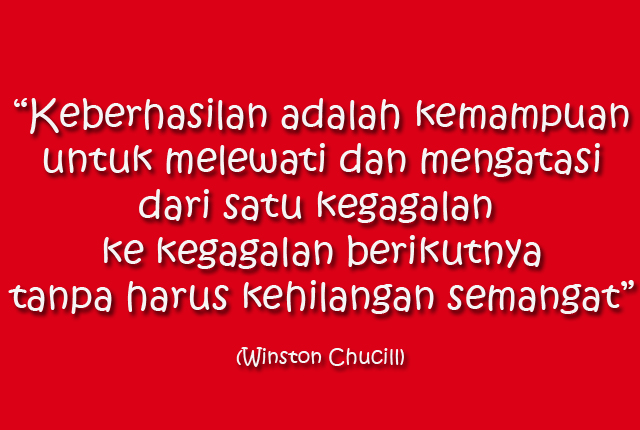 “Keberhasilan adalah kemampuan
untuk melewati dan mengatasi
dari satu kegagalan
ke kegagalan berikutnya
tanpa harus kehilangan semangat”
(Winston Chucill)